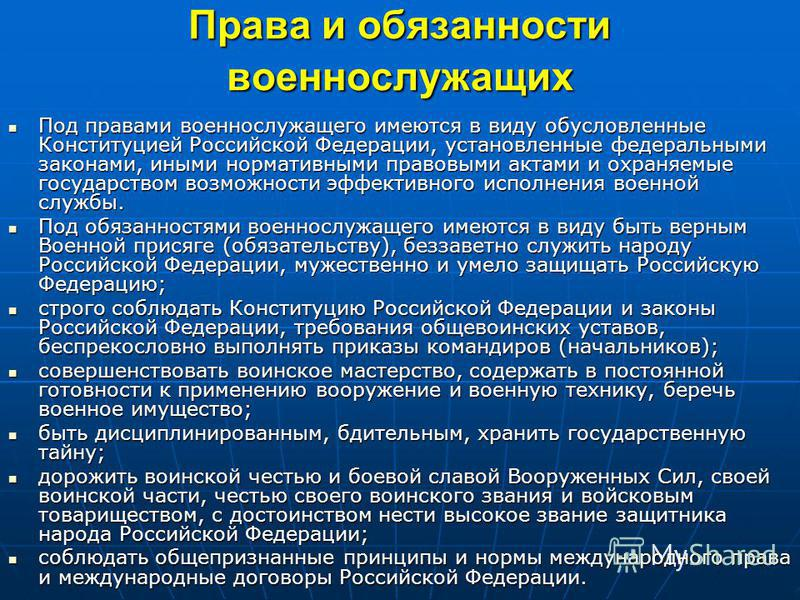 Права и обязанности
военнослужащих
Под правами военнослужащего имеются в виду обусловленные
Конституцией Российской Федерации, установленные федеральными
законами, иными нормативными правовыми актами и охраняемые
государством возможности эффективного исполнения военной
службы.
Под обязанностями военнослужащего имеются в виду быть верным
Военной присяге (обязательству), беззаветно служить народу
Российской Федерации, мужественно и умело защищать Российскую
Федерацию;
строго соблюдать Конституцию Российской Федерации и законы
Российской Федерации, требования общевоинских уставов,
беспрекословно выполнять приказы командиров (начальников);
совершенствовать воинское мастерство, содержать в постоянной
готовности к применению вооружение и военную технику, беречь
военное имущество;
быть дисциплинированным, бдительным, хранить государственную
тайну;
дорожить воинской честью и боевой славой Вооруженных Сил, своей
воинской части, честью своего воинского звания и войсковым
товариществом, с достоинством нести высокое звание защитника
народа Российской Федерации;
соблюдать общепризнанные принципы и нормы международного права
и международные договоры Российской Федерации.
MyShared